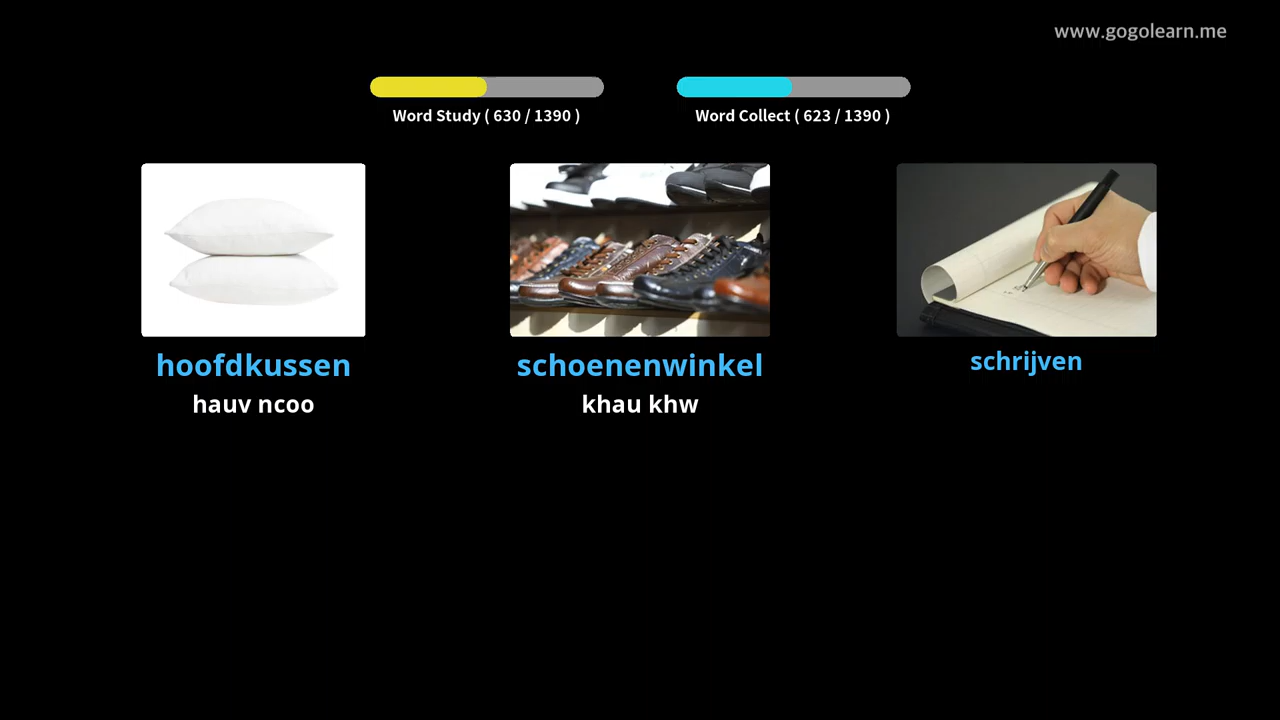 www.gogolearn.me
Word Study ( 630 / 1390 )
Word Collect ( 623 / 1390 )
hoofdkussen
schoenenwinkel
schrijven
hauv ncoo
khau khw